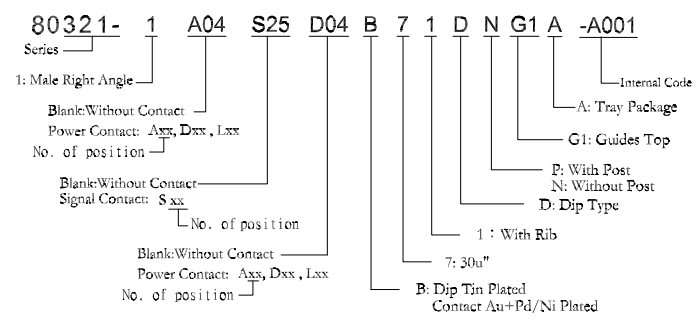 80321- 1 A04 S25 D04 B 7 1 D N G1 A -A001
Series
1: Male Right Angle
Internal Code
Blank:Without Contact
A: Tray Package
Power Contact: Axx, Dxx, Lxx
G1: Guides Top
No. of position
P: With Post
Blank:Without Contact
N: Without Post
Signal Contact: Sxx
D: Dip Type
No. of position
1: With Rib
Blank:Without Contact
7: 30u"
Power Contact: Axx, Dxx, Lxx
B: Dip Tin Plated
No. of position
Contact Au+Pd/Ni Plated